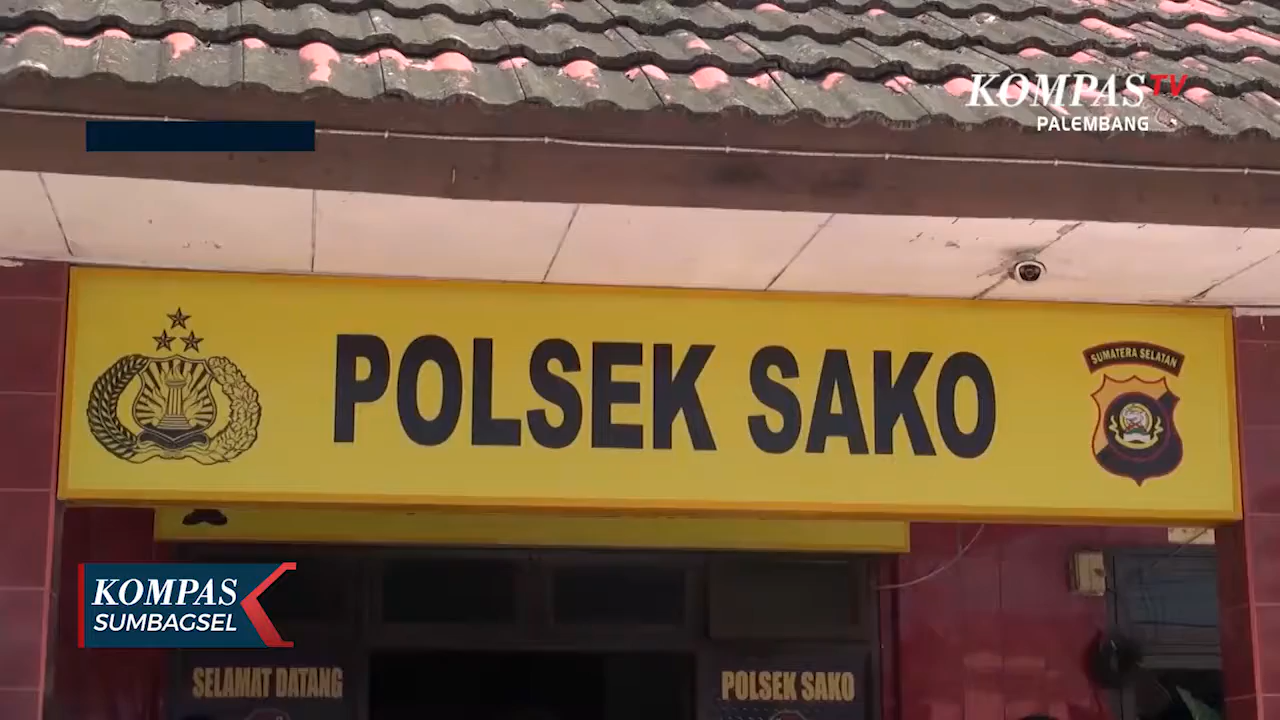 KOMPAS TV
PALEMBANG
POLSEK SAKO
SUMATERA SELATAN
KOMPAS
SUMBAGSEL
SELAMAT DATANG
POLSEK SAKO